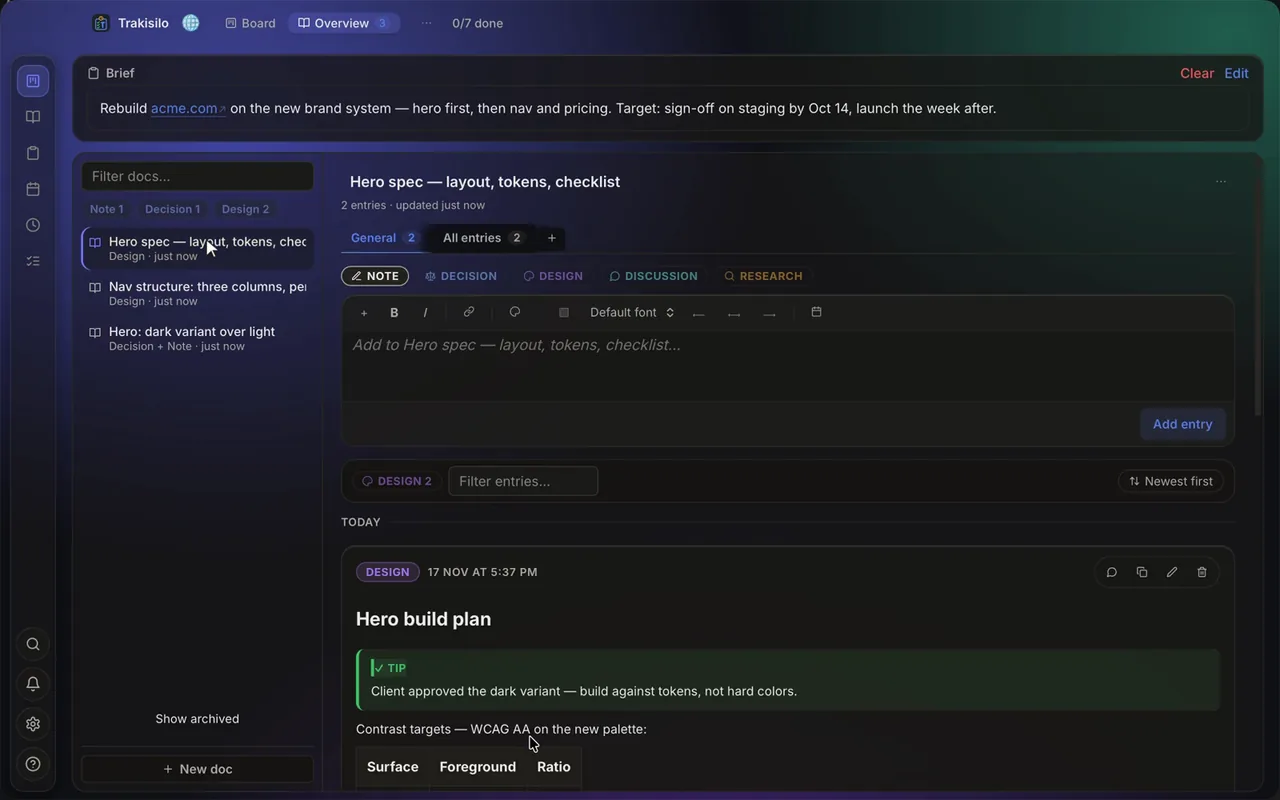 Trakisilo
Board
Overview 3
0/7 done
Brief
Clear Edit
Rebuild acme.com on the new brand system — hero first, then nav and pricing. Target: sign-off on staging by Oct 14, launch the week after.
Filter docs...
Note 1 Decision 1 Design 2
Hero spec — layout, tokens, chec
Design · just now
Nav structure: three columns, per
Design · just now
Hero: dark variant over light
Decision + Note · just now
Show archived
+ New doc
Hero spec — layout, tokens, checklist
2 entries · updated just now
General 2 All entries 2 +
NOTE DECISION DESIGN DISCUSSION RESEARCH
+ B I Default font
Add to Hero spec — layout, tokens, checklist...
Add entry
DESIGN 2 Filter entries... Newest first
TODAY
DESIGN 17 NOV AT 5:37 PM
Hero build plan
TIP
Client approved the dark variant — build against tokens, not hard colors.
Contrast targets — WCAG AA on the new palette:
Surface Foreground Ratio